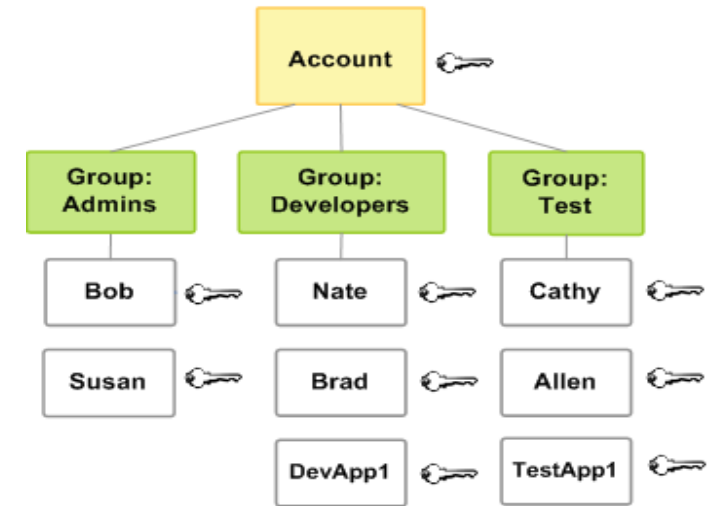 Account
Group:
Admins
Group:
Developers
Group:
Test
Bob
Nate
Cathy
Susan
Brad
Allen
DevApp1
TestApp1